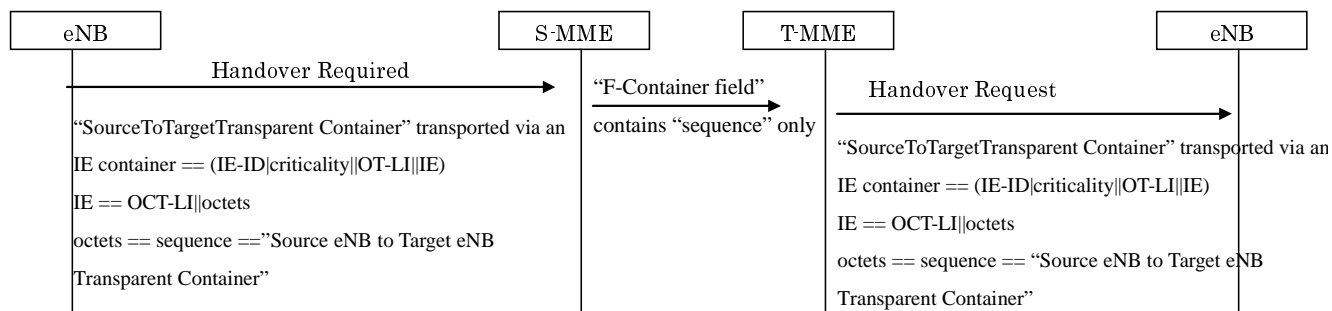 eNB
S-MME
T-MME
eNB
Handover Required
“SourceToTargetTransparent Container” transported via an
IE container == (IE-ID|criticality||OT-LI||IE)
IE == OCT-LI||octets
octets == sequence ==”Source eNB to Target eNB
Transparent Container”
“F-Container field”
contains “sequence” only
Handover Request
“SourceToTargetTransparent Container” transported via an
IE container == (IE-ID|criticality||OT-LI||IE)
IE == OCT-LI||octets
octets == sequence == “Source eNB to Target eNB
Transparent Container”